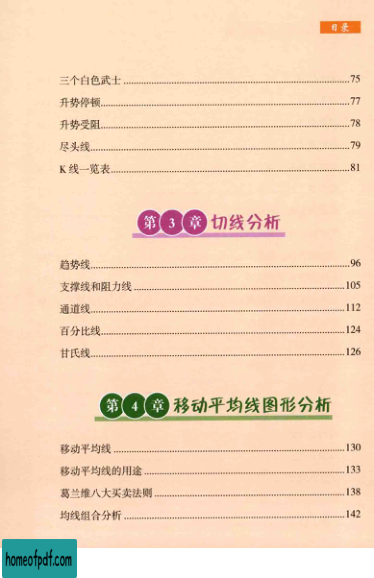 目录
三个白色武士................75
升势停顿................77
升势受阻................78
尽头线................79
K 线一览表................81
第3章 切线分析
趋势线................96
支撑线和阻力线................105
通道线................112
百分比线................124
甘氏线................126
第4章 移动平均线图形分析
移动平均线................130
移动平均线的用途................133
葛兰维八大买卖法则................138
均线组合分析................142
homeofpdf.com